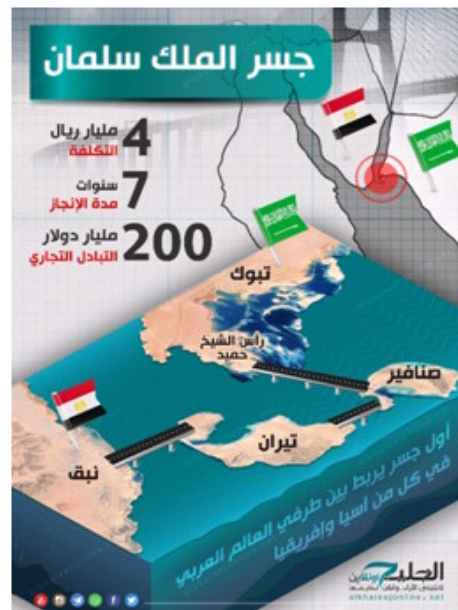 جسر الملك سلمان
4 مليار ريال
التكلفة
7 سنوات
مدة الإنجاز
200 مليار دولار
التبادل التجاري
تبوك
رأس الشيخ
حميد
صنافير
تيران
نبق
أول جسر يربط بين طرفي العالم العربي
في كل من آسيا وإفريقيا
الخليج أونلاين
alkhaleejonline.net